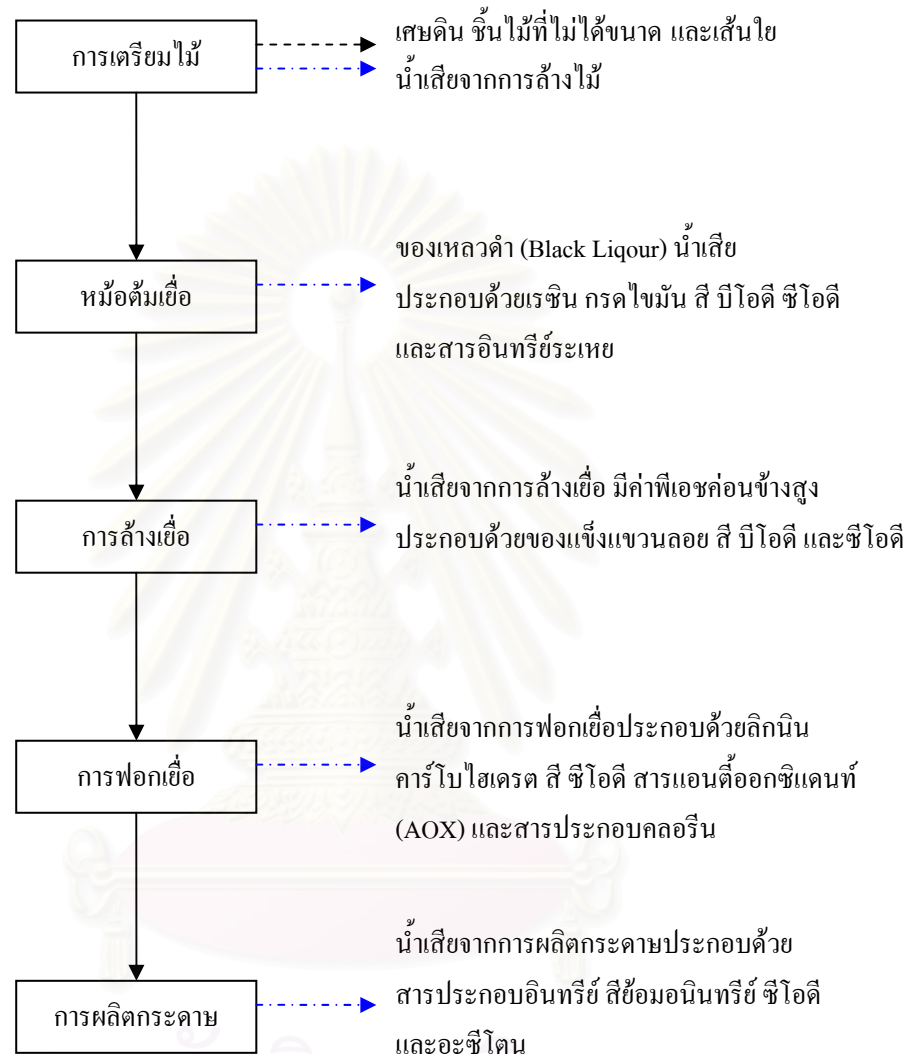 การเตรียมไม้
เศษดิน ชิ้นไม้ที่ไม่ได้ขนาด และเส้นใย
น้ำเสียจากการล้างไม้
หม้อต้มเยื่อ
ของเหลวดำ (Black Liqour) น้ำเสีย
ประกอบด้วยเรซิน กรดไขมัน สี บีโอดี ซีโอดี
และสารอินทรีย์ระเหย
การล้างเยื่อ
น้ำเสียจากการล้างเยื่อ มีค่าพีเอชค่อนข้างสูง
ประกอบด้วยของแข็งแขวนลอย สี บีโอดี และซีโอดี
การฟอกเยื่อ
น้ำเสียจากการฟอกเยื่อประกอบด้วยลิกนิน
คาร์โบไฮเดรต สี ซีโอดี สารแอนตี้ออกซิแดนท์
(AOX) และสารประกอบคลอรีน
การผลิตกระดาษ
น้ำเสียจากการผลิตกระดาษประกอบด้วย
สารประกอบอินทรีย์ สีย้อมอนินทรีย์ ซีโอดี
และอะซีโตน